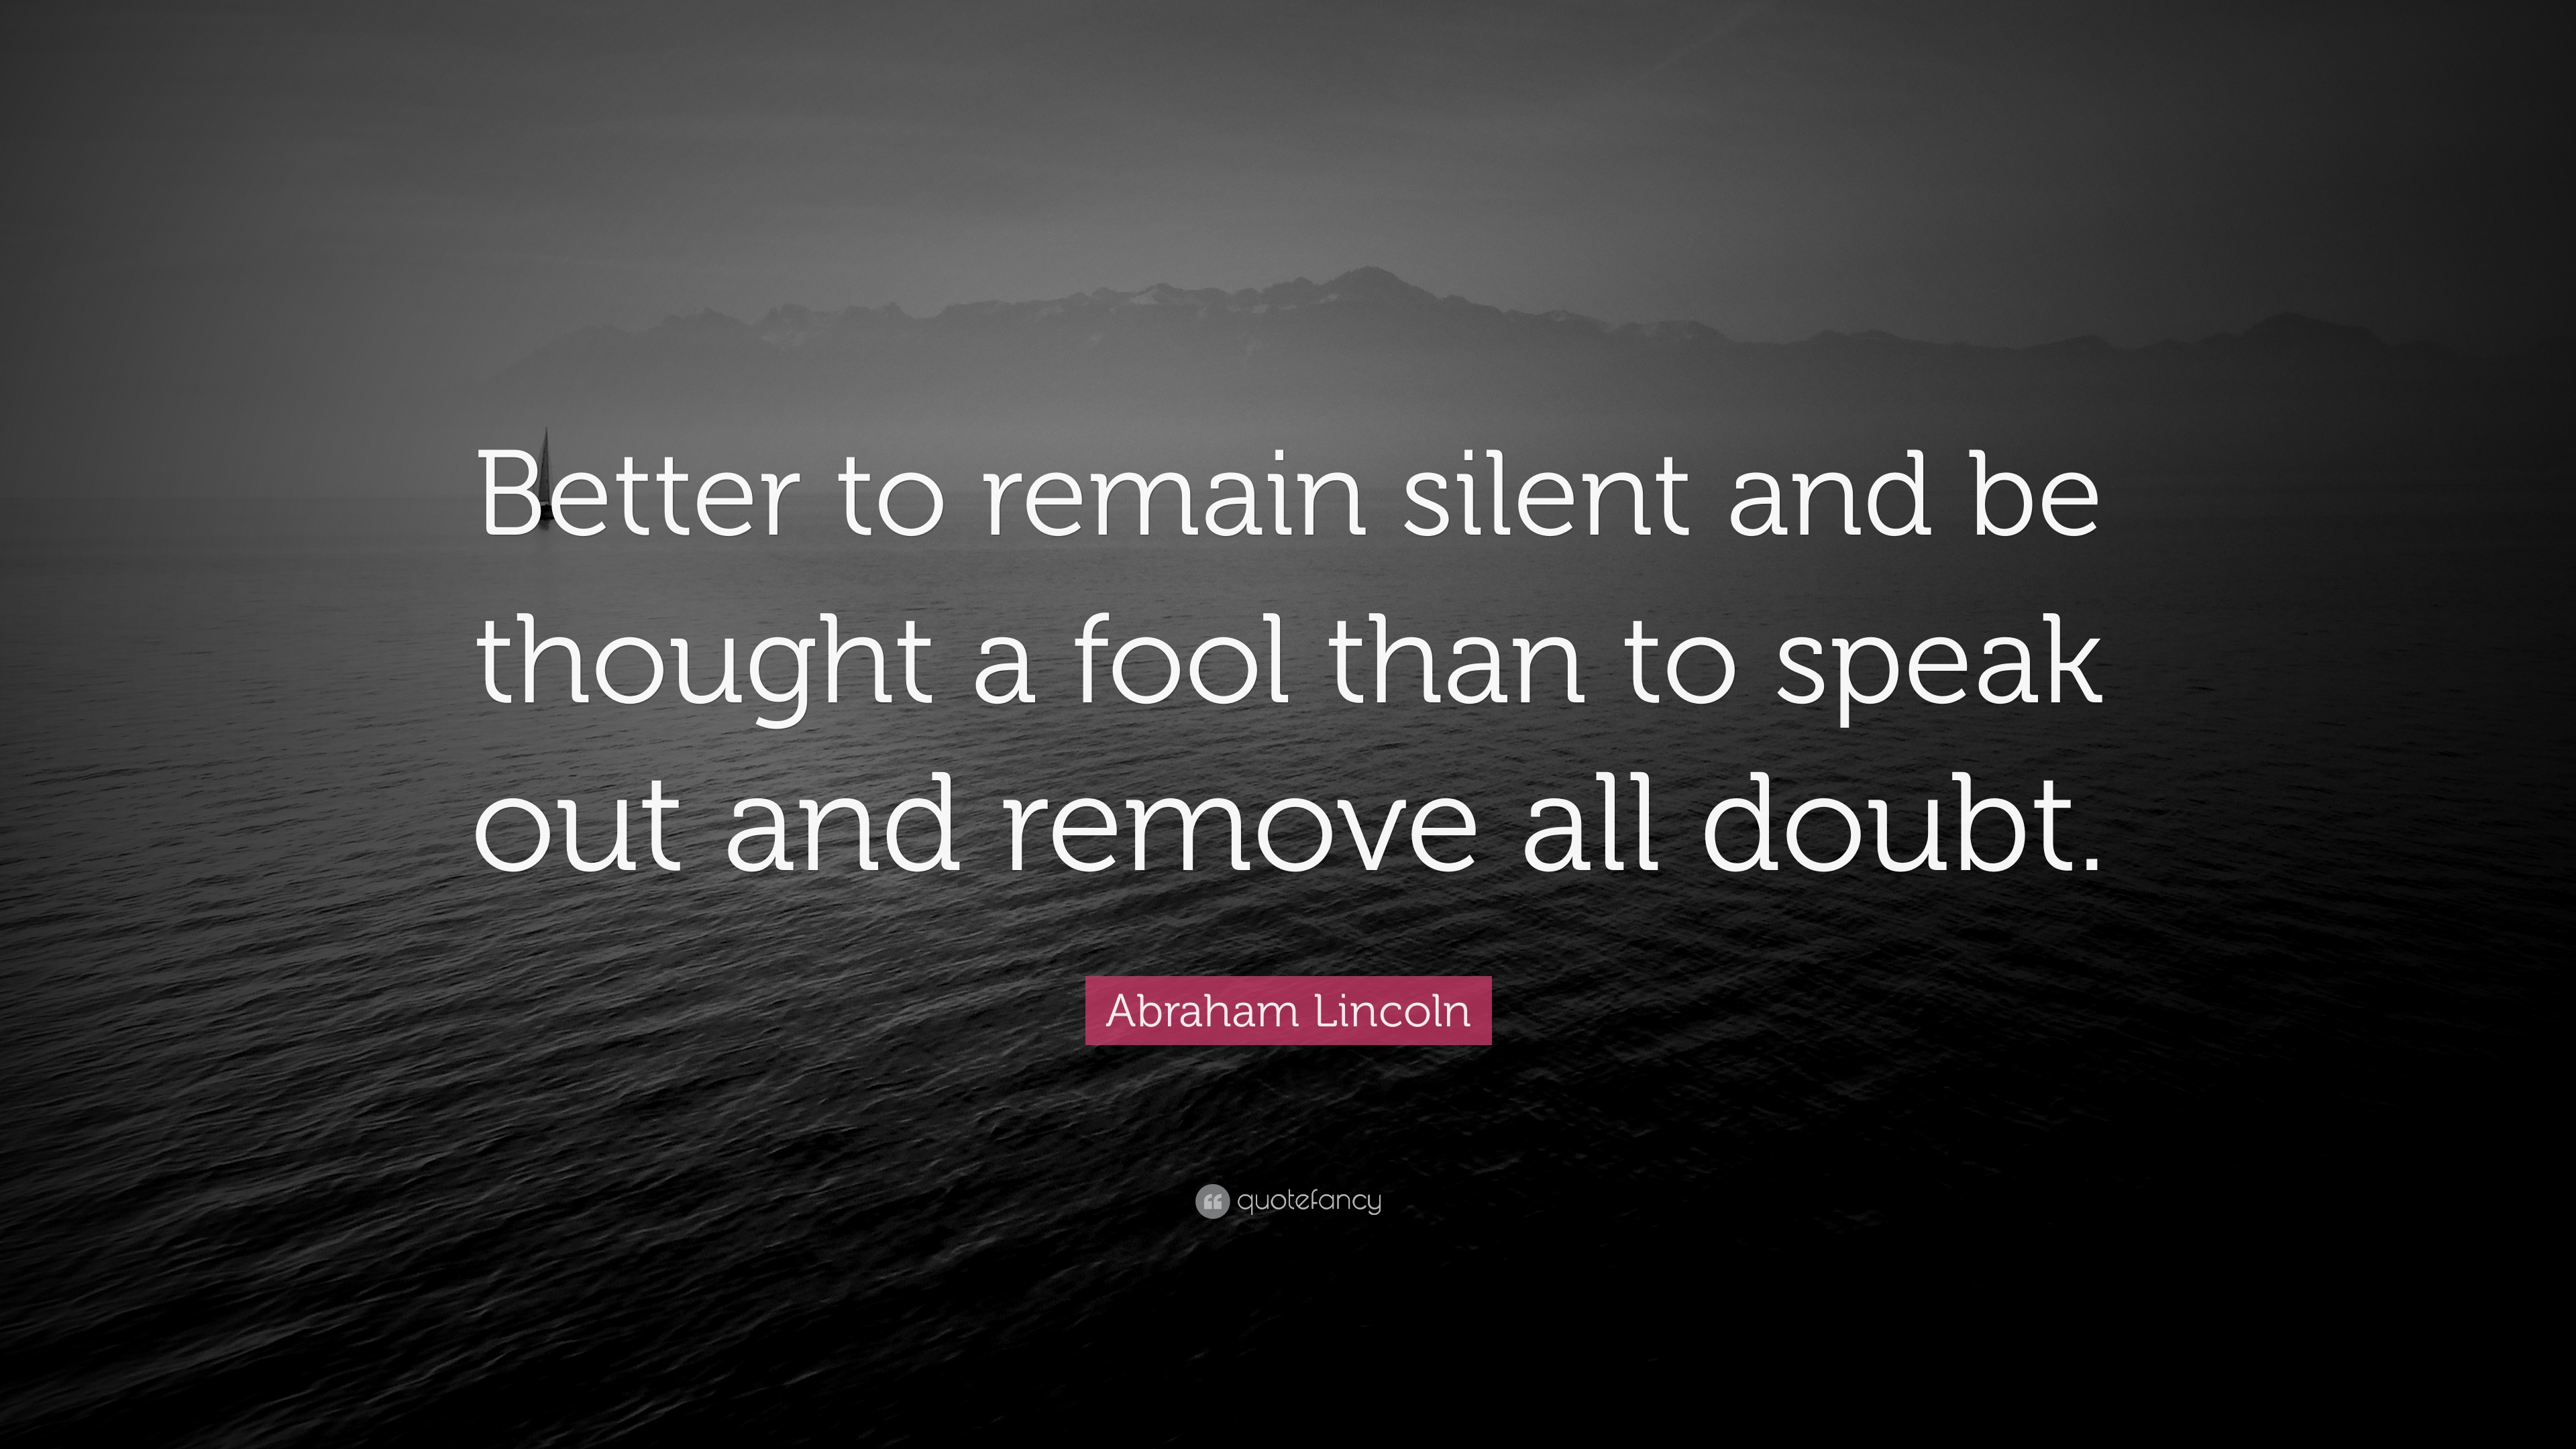 Better to remain silent and be
thought a fool than to speak
out and remove all doubt.
Abraham Lincoln
quotefancy